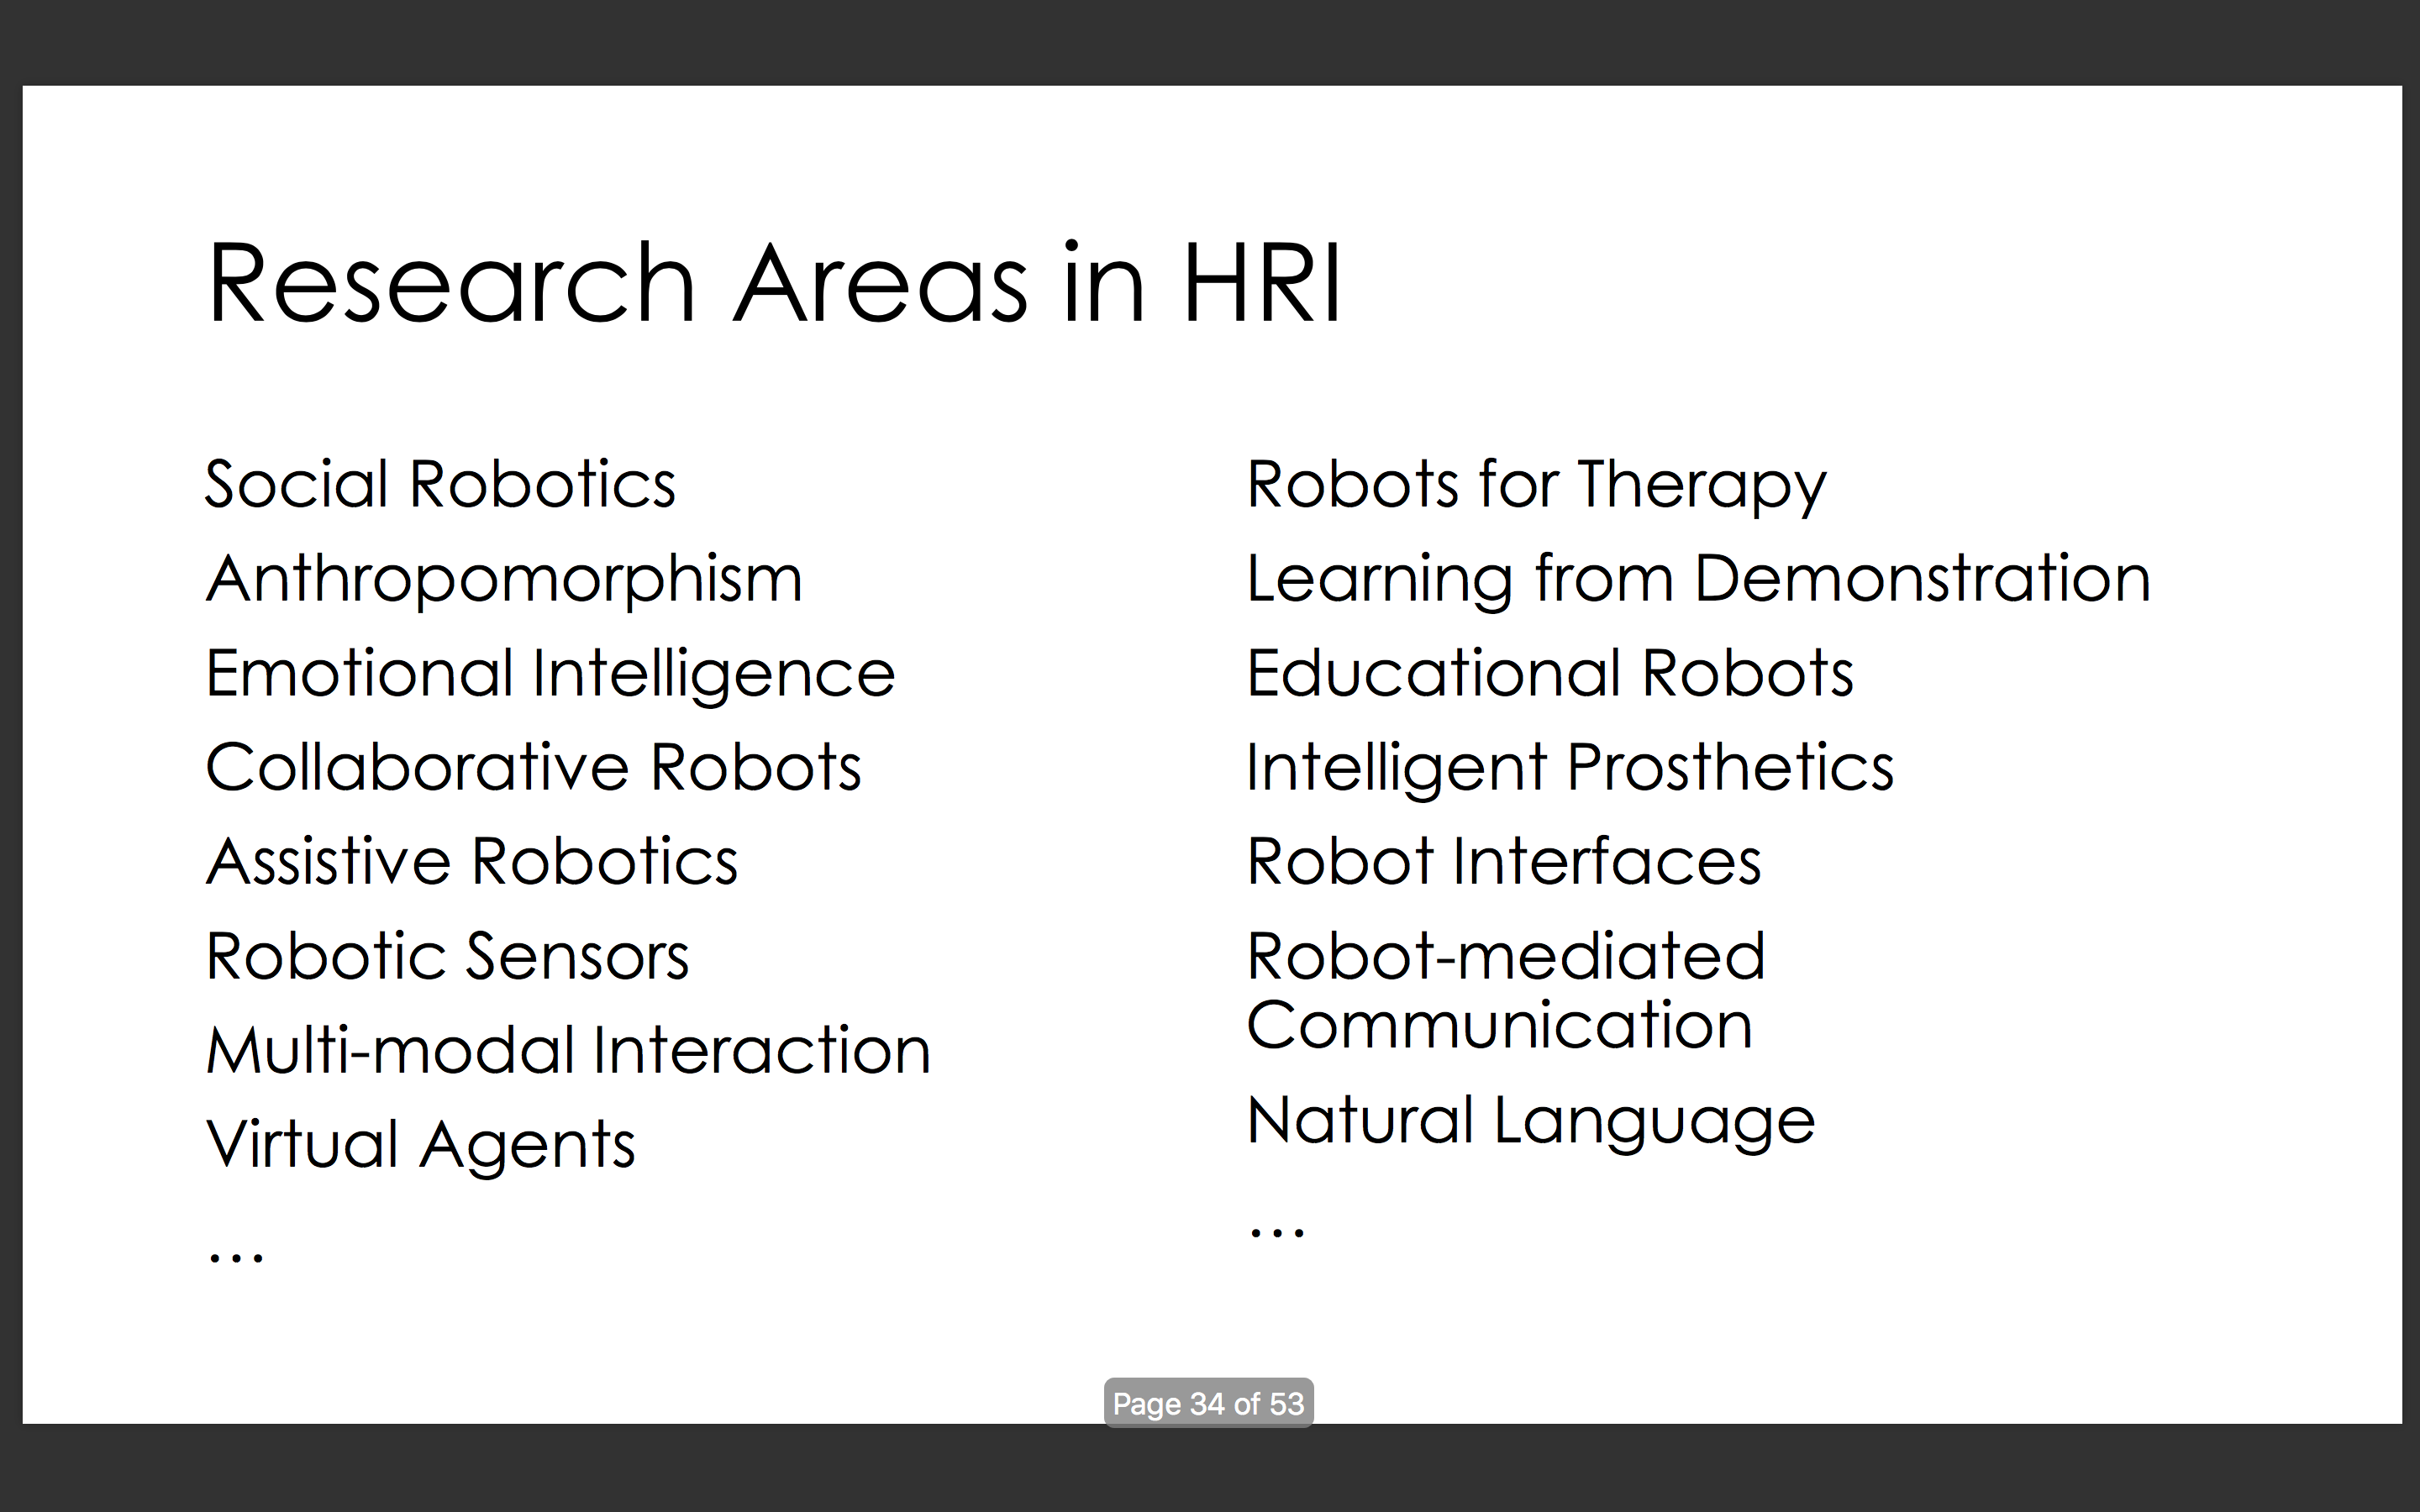 Research Areas in HRI
Social Robotics
Anthropomorphism
Emotional Intelligence
Collaborative Robots
Assistive Robotics
Robotic Sensors
Multi-modal Interaction
Virtual Agents
…
Robots for Therapy
Learning from Demonstration
Educational Robots
Intelligent Prosthetics
Robot Interfaces
Robot-mediated
Communication
Natural Language
…
Page 34 of 53